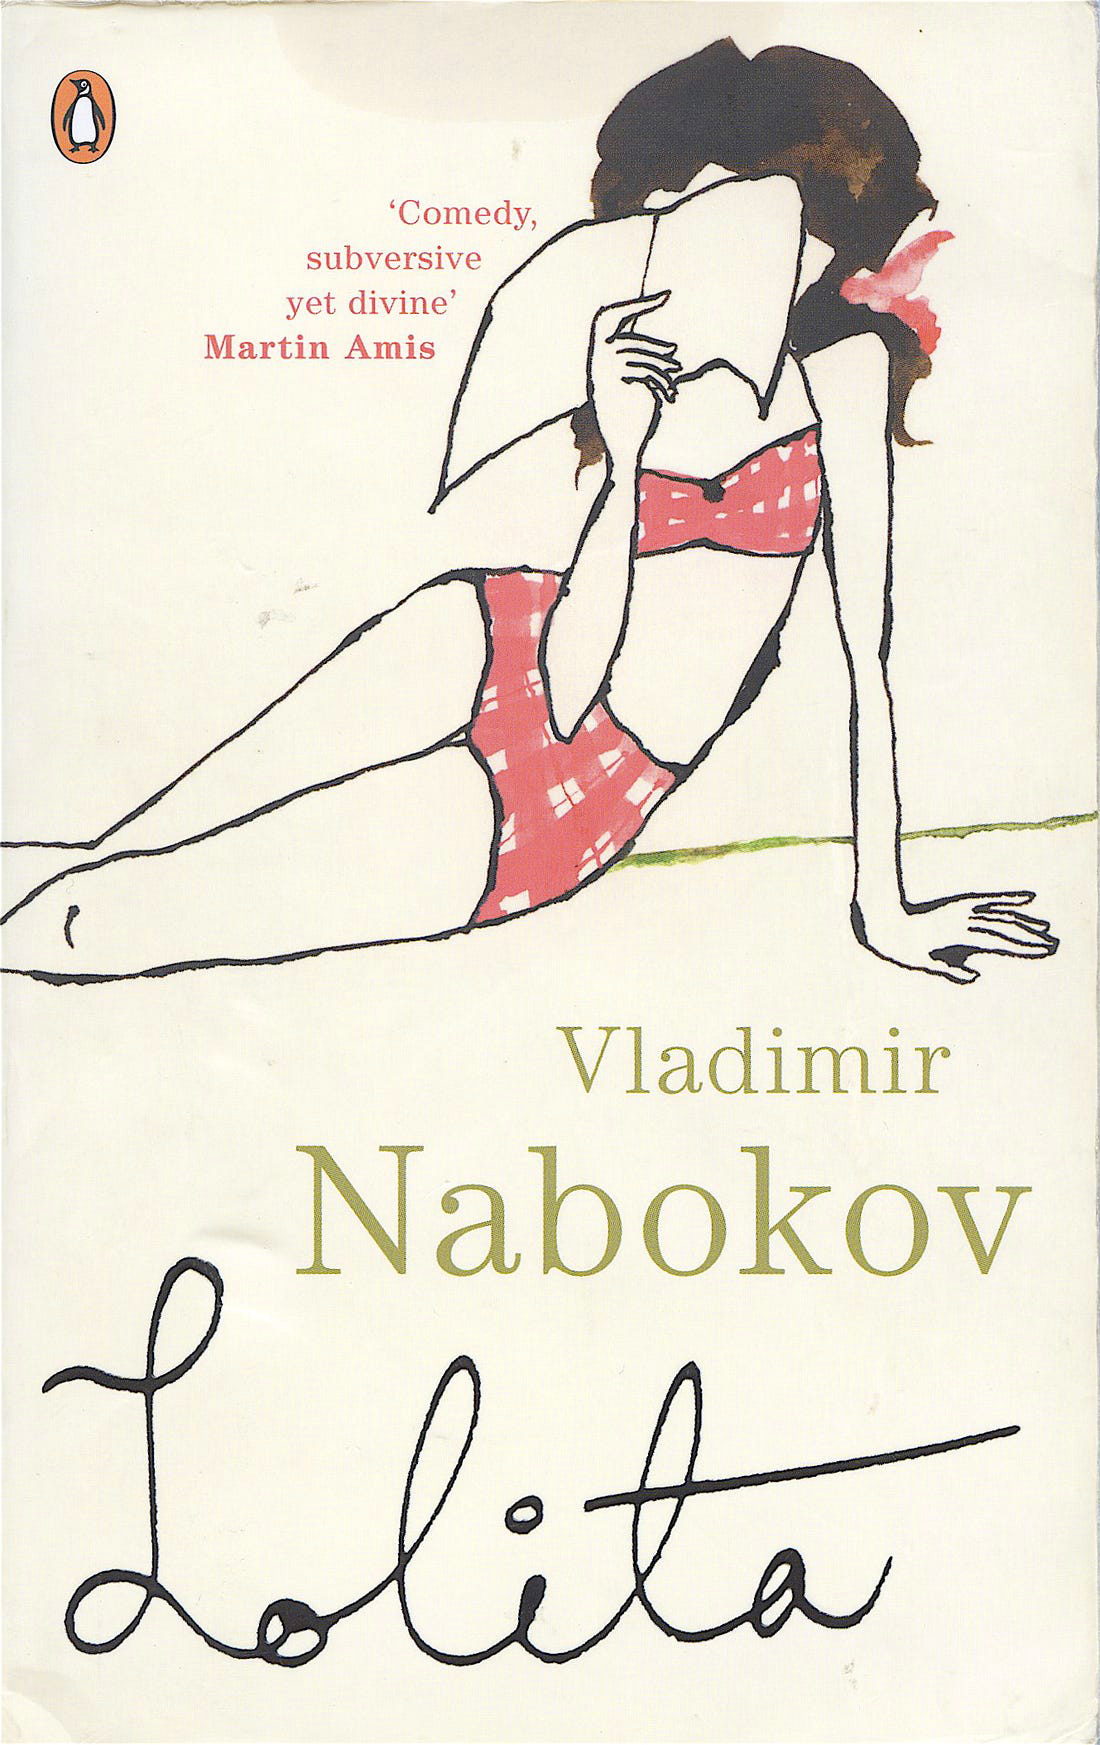 ‘Comedy,
subversive
yet divine’
Martin Amis
Vladimir
Nabokov
Lolita